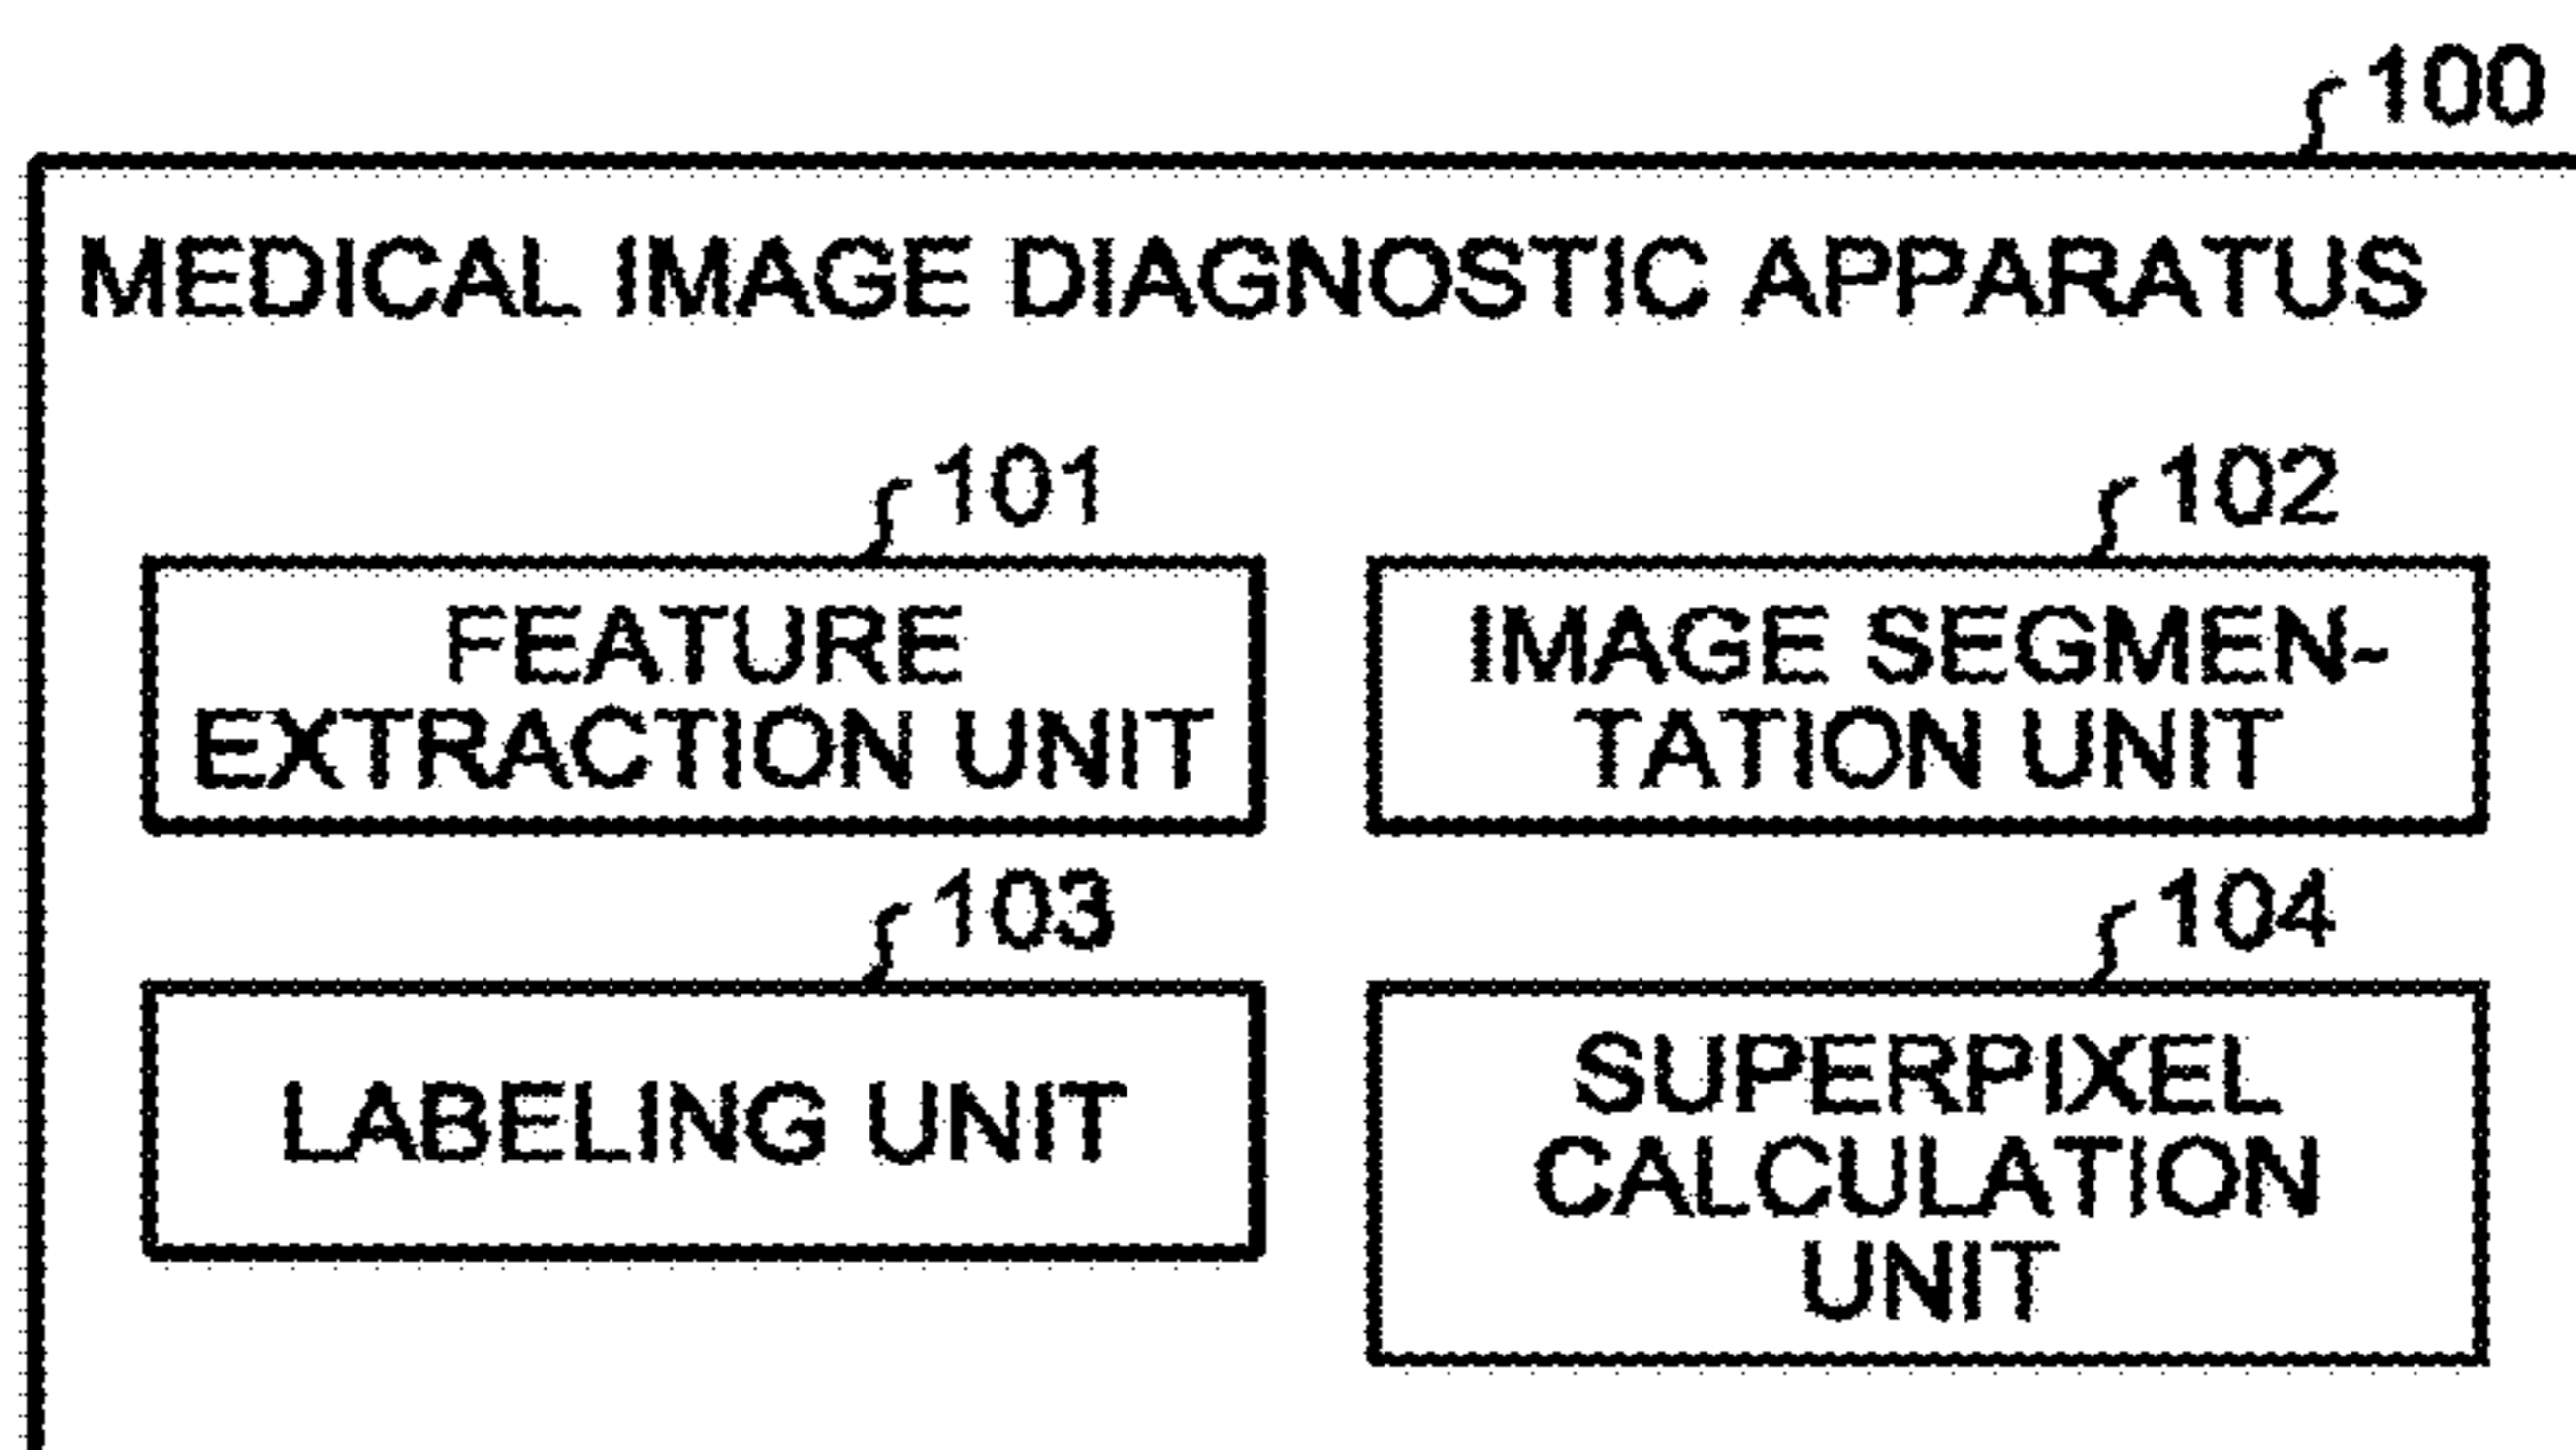 100
MEDICAL IMAGE DIAGNOSTIC APPARATUS
101
102
FEATURE
EXTRACTION UNIT
IMAGE SEGMEN-
TATION UNIT
103
104
LABELING UNIT
SUPERPIXEL
CALCULATION
UNIT